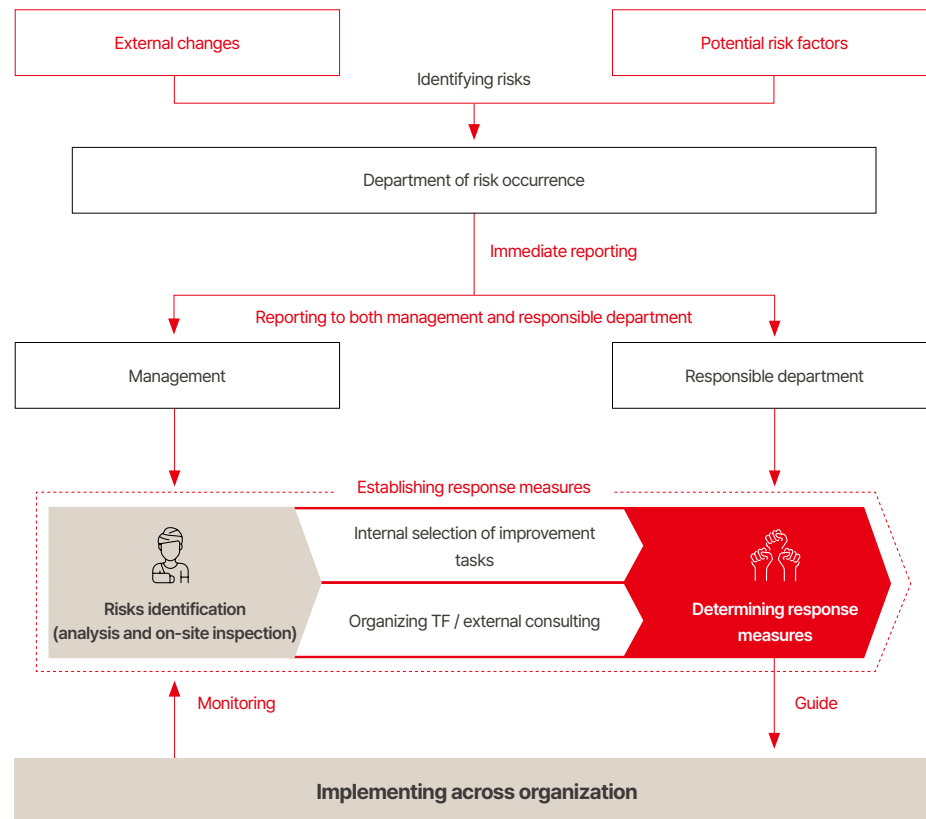 External changes
Potential risk factors
Identifying risks
Department of risk occurrence
Immediate reporting
Reporting to both management and responsible department
Management
Responsible department
Establishing response measures
Internal selection of improvement
tasks
Risks identification
(analysis and on-site inspection)
Organizing TF / external consulting
Determining response
measures
Monitoring
Guide
Implementing across organization